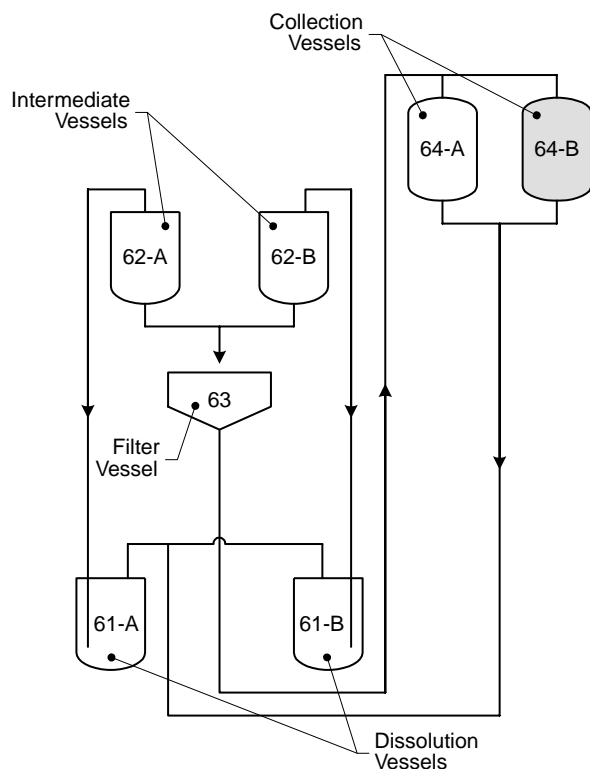 Collection
Vessels
Intermediate
Vessels
64-A
64-B
62-A
62-B
63
Filter
Vessel
61-A
61-B
Dissolution
Vessels